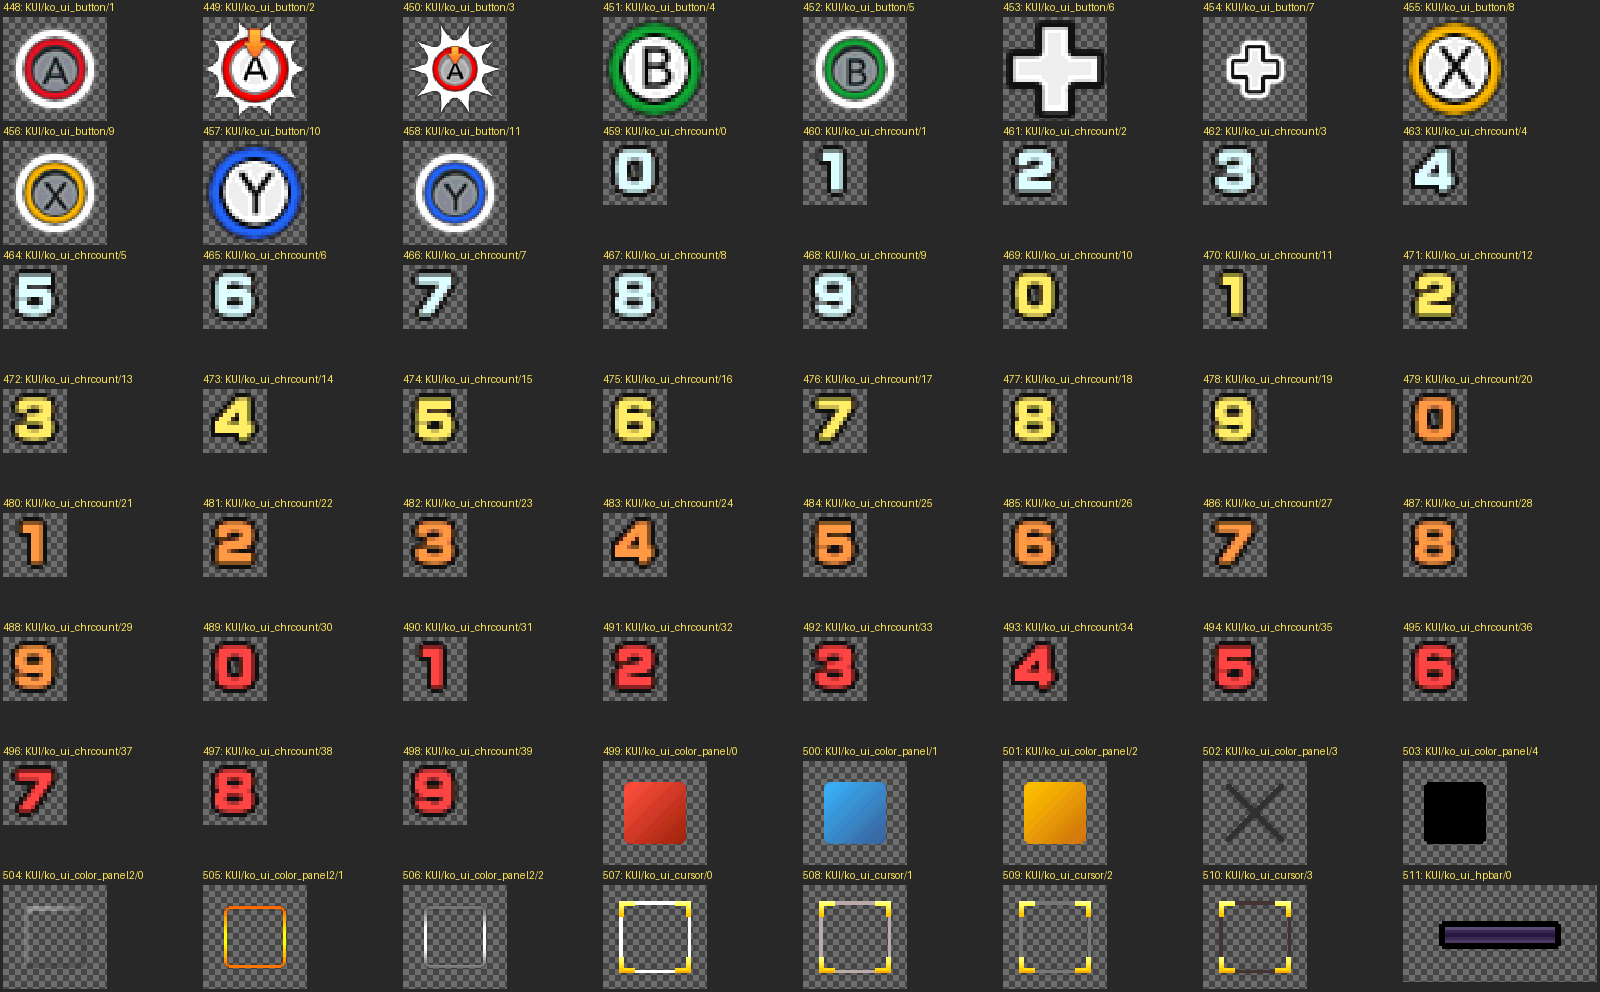 448: KUI/ko_ui_button/1 449: KUI/ko_ui_button/2 450: KUI/ko_ui_button/3 451: KUI/ko_ui_button/4 452: KUI/ko_ui_button/5 453: KUI/ko_ui_button/6 454: KUI/ko_ui_button/7 455: KUI/ko_ui_button/8
A A A B B X
456: KUI/ko_ui_button/9 457: KUI/ko_ui_button/10 458: KUI/ko_ui_button/11 459: KUI/ko_ui_chrcount/0 460: KUI/ko_ui_chrcount/1 461: KUI/ko_ui_chrcount/2 462: KUI/ko_ui_chrcount/3 463: KUI/ko_ui_chrcount/4
X Y Y 0 1 2 3 4
464: KUI/ko_ui_chrcount/5 465: KUI/ko_ui_chrcount/6 466: KUI/ko_ui_chrcount/7 467: KUI/ko_ui_chrcount/8 468: KUI/ko_ui_chrcount/9 469: KUI/ko_ui_chrcount/10 470: KUI/ko_ui_chrcount/11 471: KUI/ko_ui_chrcount/12
5 6 7 8 9 0 1 2
472: KUI/ko_ui_chrcount/13 473: KUI/ko_ui_chrcount/14 474: KUI/ko_ui_chrcount/15 475: KUI/ko_ui_chrcount/16 476: KUI/ko_ui_chrcount/17 477: KUI/ko_ui_chrcount/18 478: KUI/ko_ui_chrcount/19 479: KUI/ko_ui_chrcount/20
3 4 5 6 7 8 9 0
480: KUI/ko_ui_chrcount/21 481: KUI/ko_ui_chrcount/22 482: KUI/ko_ui_chrcount/23 483: KUI/ko_ui_chrcount/24 484: KUI/ko_ui_chrcount/25 485: KUI/ko_ui_chrcount/26 486: KUI/ko_ui_chrcount/27 487: KUI/ko_ui_chrcount/28
1 2 3 4 5 6 7 8
488: KUI/ko_ui_chrcount/29 489: KUI/ko_ui_chrcount/30 490: KUI/ko_ui_chrcount/31 491: KUI/ko_ui_chrcount/32 492: KUI/ko_ui_chrcount/33 493: KUI/ko_ui_chrcount/34 494: KUI/ko_ui_chrcount/35 495: KUI/ko_ui_chrcount/36
9 0 1 2 3 4 5 6
496: KUI/ko_ui_chrcount/37 497: KUI/ko_ui_chrcount/38 498: KUI/ko_ui_chrcount/39 499: KUI/ko_ui_color_panel/0 500: KUI/ko_ui_color_panel/1 501: KUI/ko_ui_color_panel/2 502: KUI/ko_ui_color_panel/3 503: KUI/ko_ui_color_panel/4
7 8 9
504: KUI/ko_ui_color_panel2/0 505: KUI/ko_ui_color_panel2/1 506: KUI/ko_ui_color_panel2/2 507: KUI/ko_ui_cursor/0 508: KUI/ko_ui_cursor/1 509: KUI/ko_ui_cursor/2 510: KUI/ko_ui_cursor/3 511: KUI/ko_ui_hpbar/0